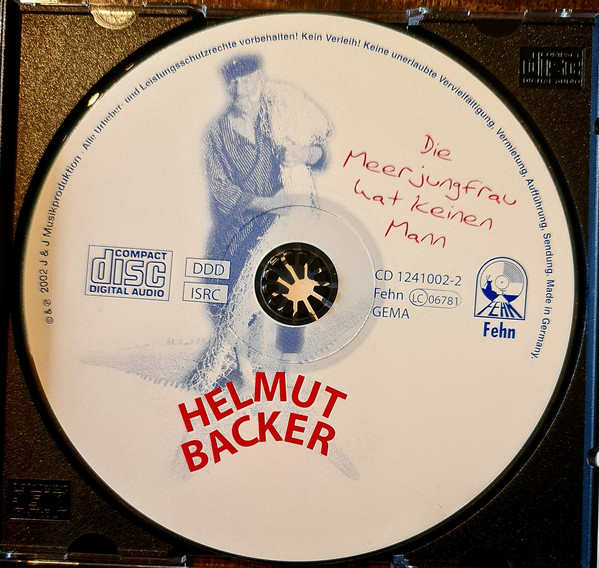 © & ℗ 2002 J & J Musikproduktion - Alle Urheber- und Leistungsschutzrechte vorbehalten! Kein Verleih! Keine unerlaubte Vervielfältigung, Vermietung, Aufführung, Sendung. Made in Germany.
Die
Meerjungfrau
hat keinen
Mann
COMPACT
disc
DIGITAL AUDIO
DDD
ISRC
CD 1241002-2
Fehn LC 06781
GEMA
FEHN
Fehn
HELMUT
BACKER
disc